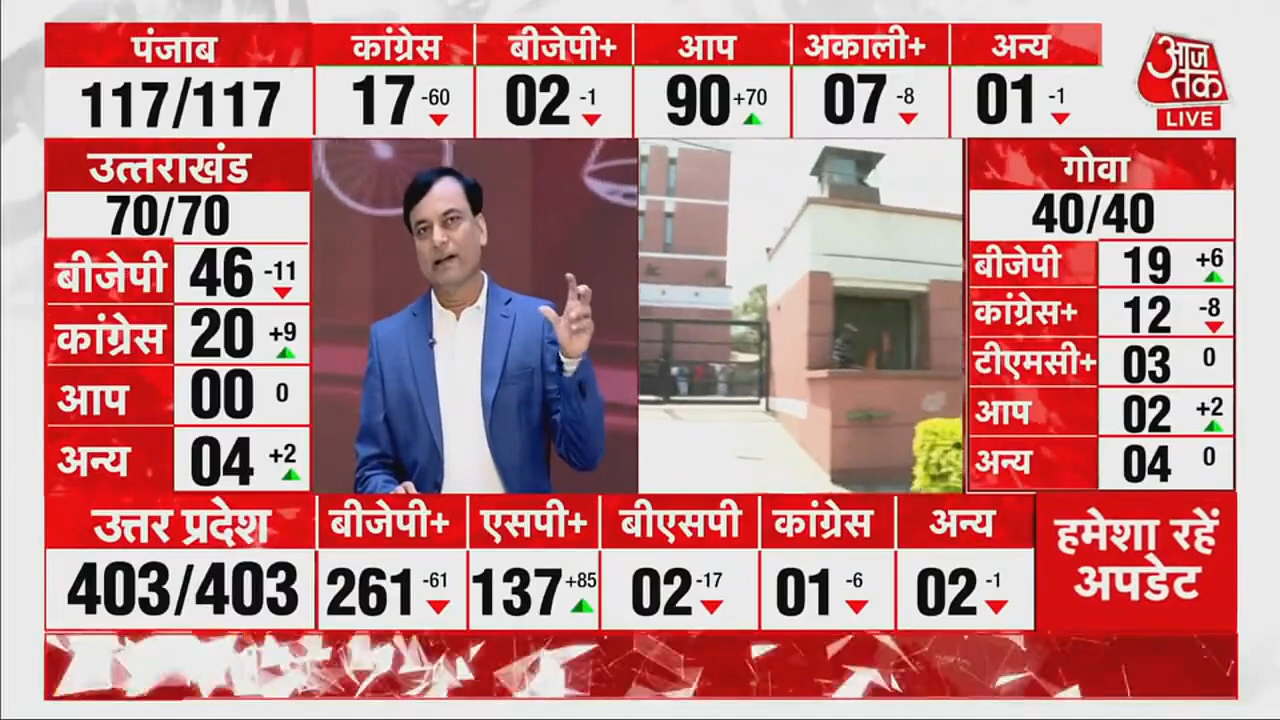 पंजाब
117/117
कांग्रेस
17 -60
बीजेपी+
02 -1
आप
90 +70
अकाली+
07 -8
अन्य
01 -1
आज
तक
LIVE
उत्तराखंड
70/70
बीजेपी 46 -11
कांग्रेस 20 +9
आप 00 0
अन्य 04 +2
गोवा
40/40
बीजेपी 19 +6
कांग्रेस+ 12 -8
टीएमसी+ 03 0
आप 02 +2
अन्य 04 0
उत्तर प्रदेश
403/403
बीजेपी+
261 -61
एसपी+
137 +85
बीएसपी
02 -17
कांग्रेस
01 -6
अन्य
02 -1
हमेशा रहें
अपडेट